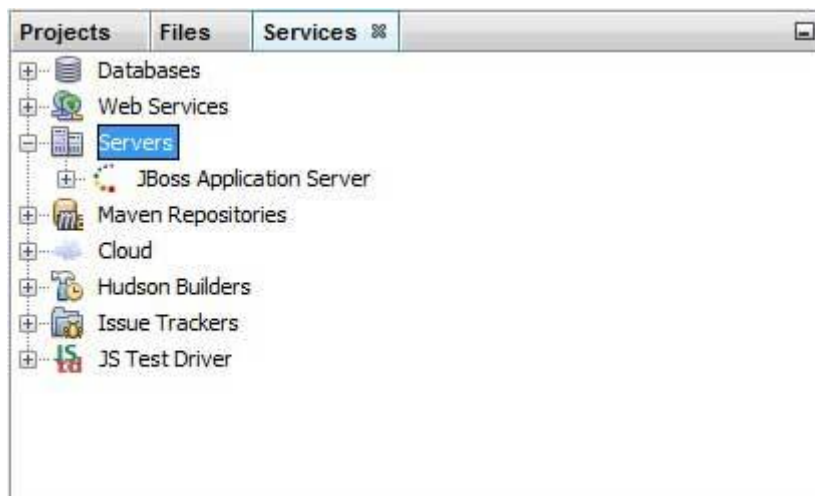 Projects Files Services
Databases
Web Services
Servers
JBoss Application Server
Maven Repositories
Cloud
Hudson Builders
Issue Trackers
JS Test Driver